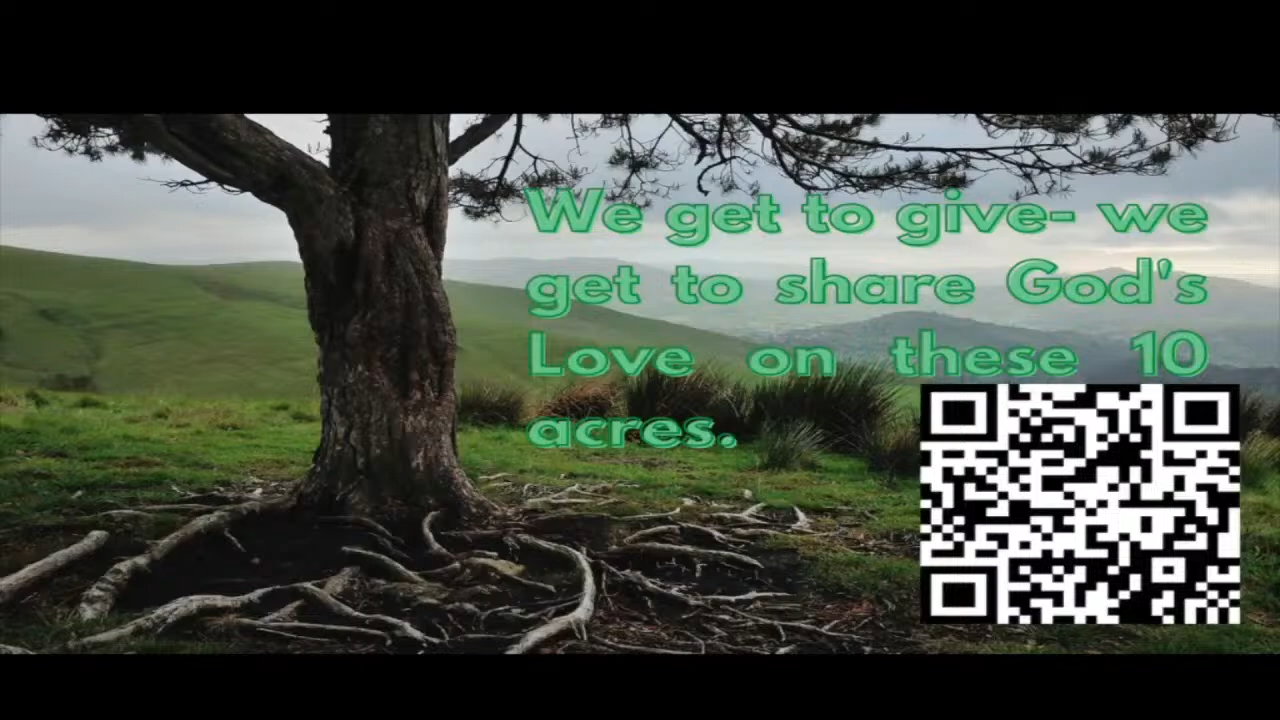 We get to give- we
get to share God's
Love on these 10
acres.